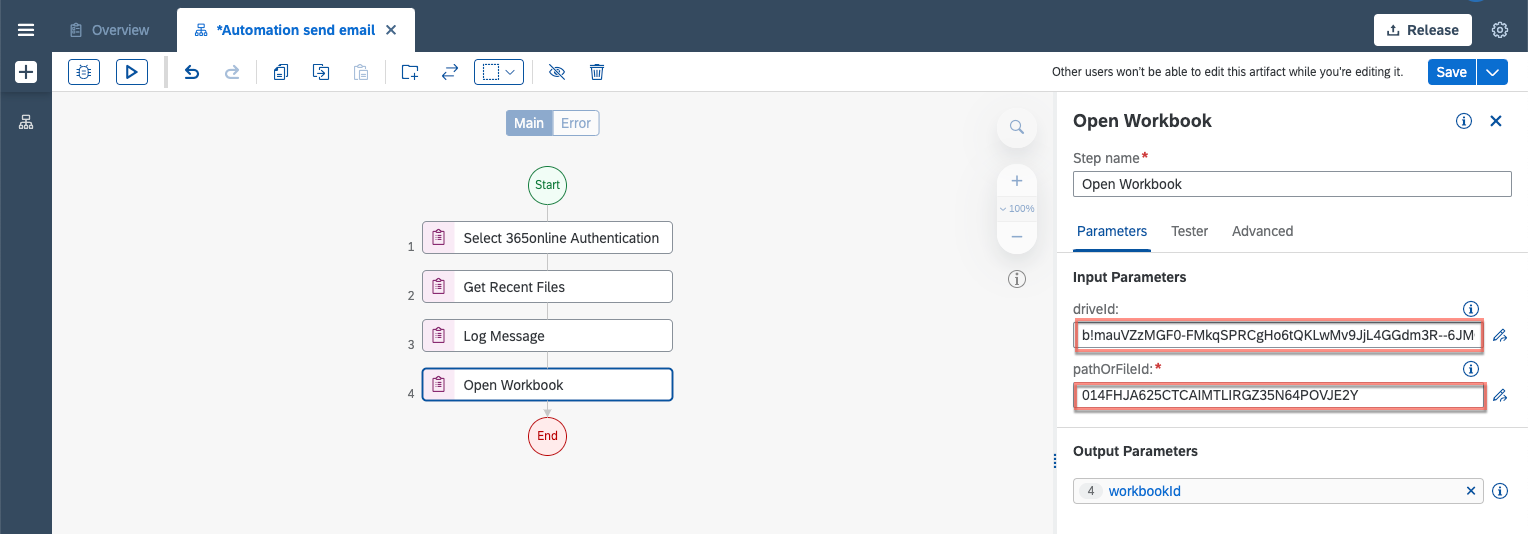 Overview
*Automation send email
Release
Other users won't be able to edit this artifact while you're editing it.
Save
Main
Error
Start
1
Select 365online Authentication
2
Get Recent Files
3
Log Message
4
Open Workbook
End
100%
Open Workbook
Step name*
Open Workbook
Parameters
Tester
Advanced
Input Parameters
driveId:
b!mauVZzMGF0-FMkqSPRCgHo6tQKLwMv9JjL4GGdm3R--6JM
pathOrFileId:*
014FHJA625CTCAIMTLIRGZ35N64POVJE2Y
Output Parameters
4 workbookId